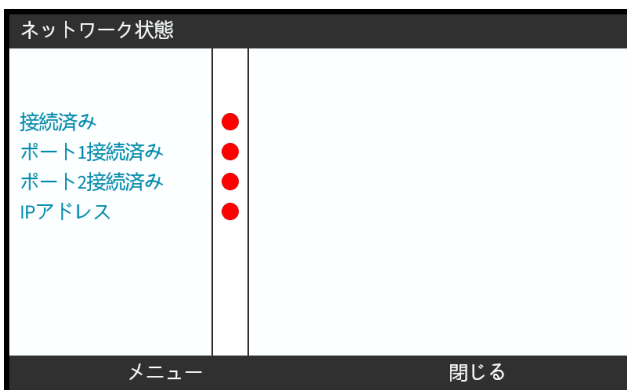 ネットワーク状態
接続済み
ポート1接続済み
ポート2接続済み
IPアドレス
メニュー
閉じる